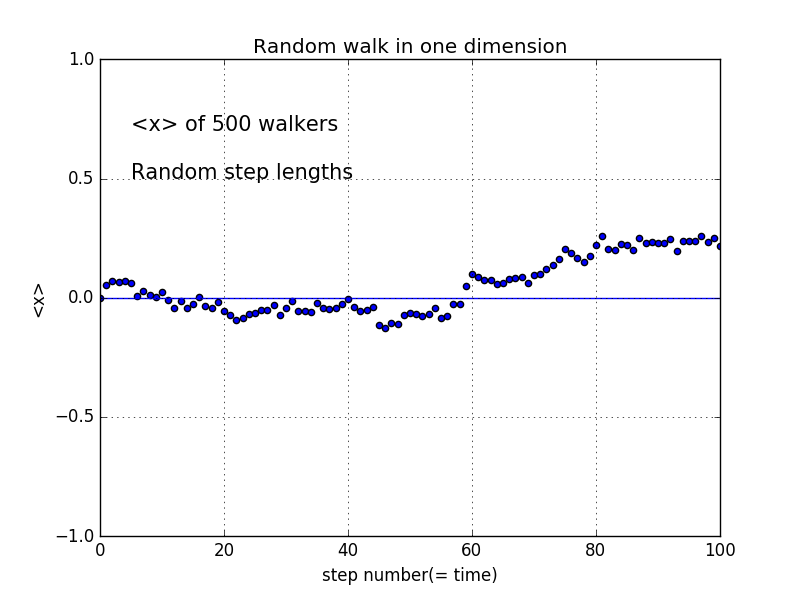 Random walk in one dimension
1.0
<x> of 500 walkers
Random step lengths
0.5
0.0
<x>
−0.5
−1.0
0 20 40 60 80 100
step number(= time)